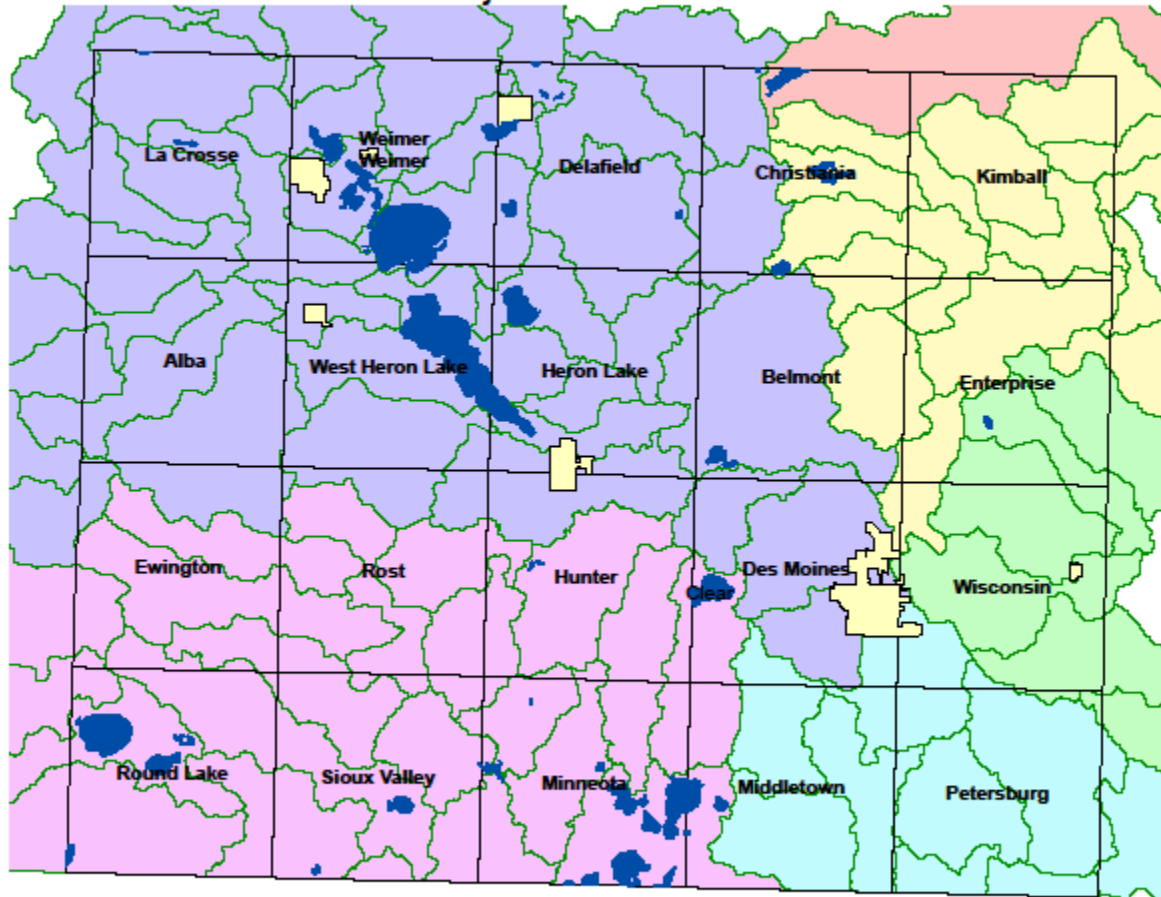 Weimer
La Crosse
Weimer
Delafield
Christiania
Kimball
Alba
West Heron Lake
Heron Lake
Belmont
Enterprise
Ewington
Rost
Hunter
Clear
Des Moines
Wisconsin
Round Lake
Sioux Valley
Minneota
Middletown
Petersburg